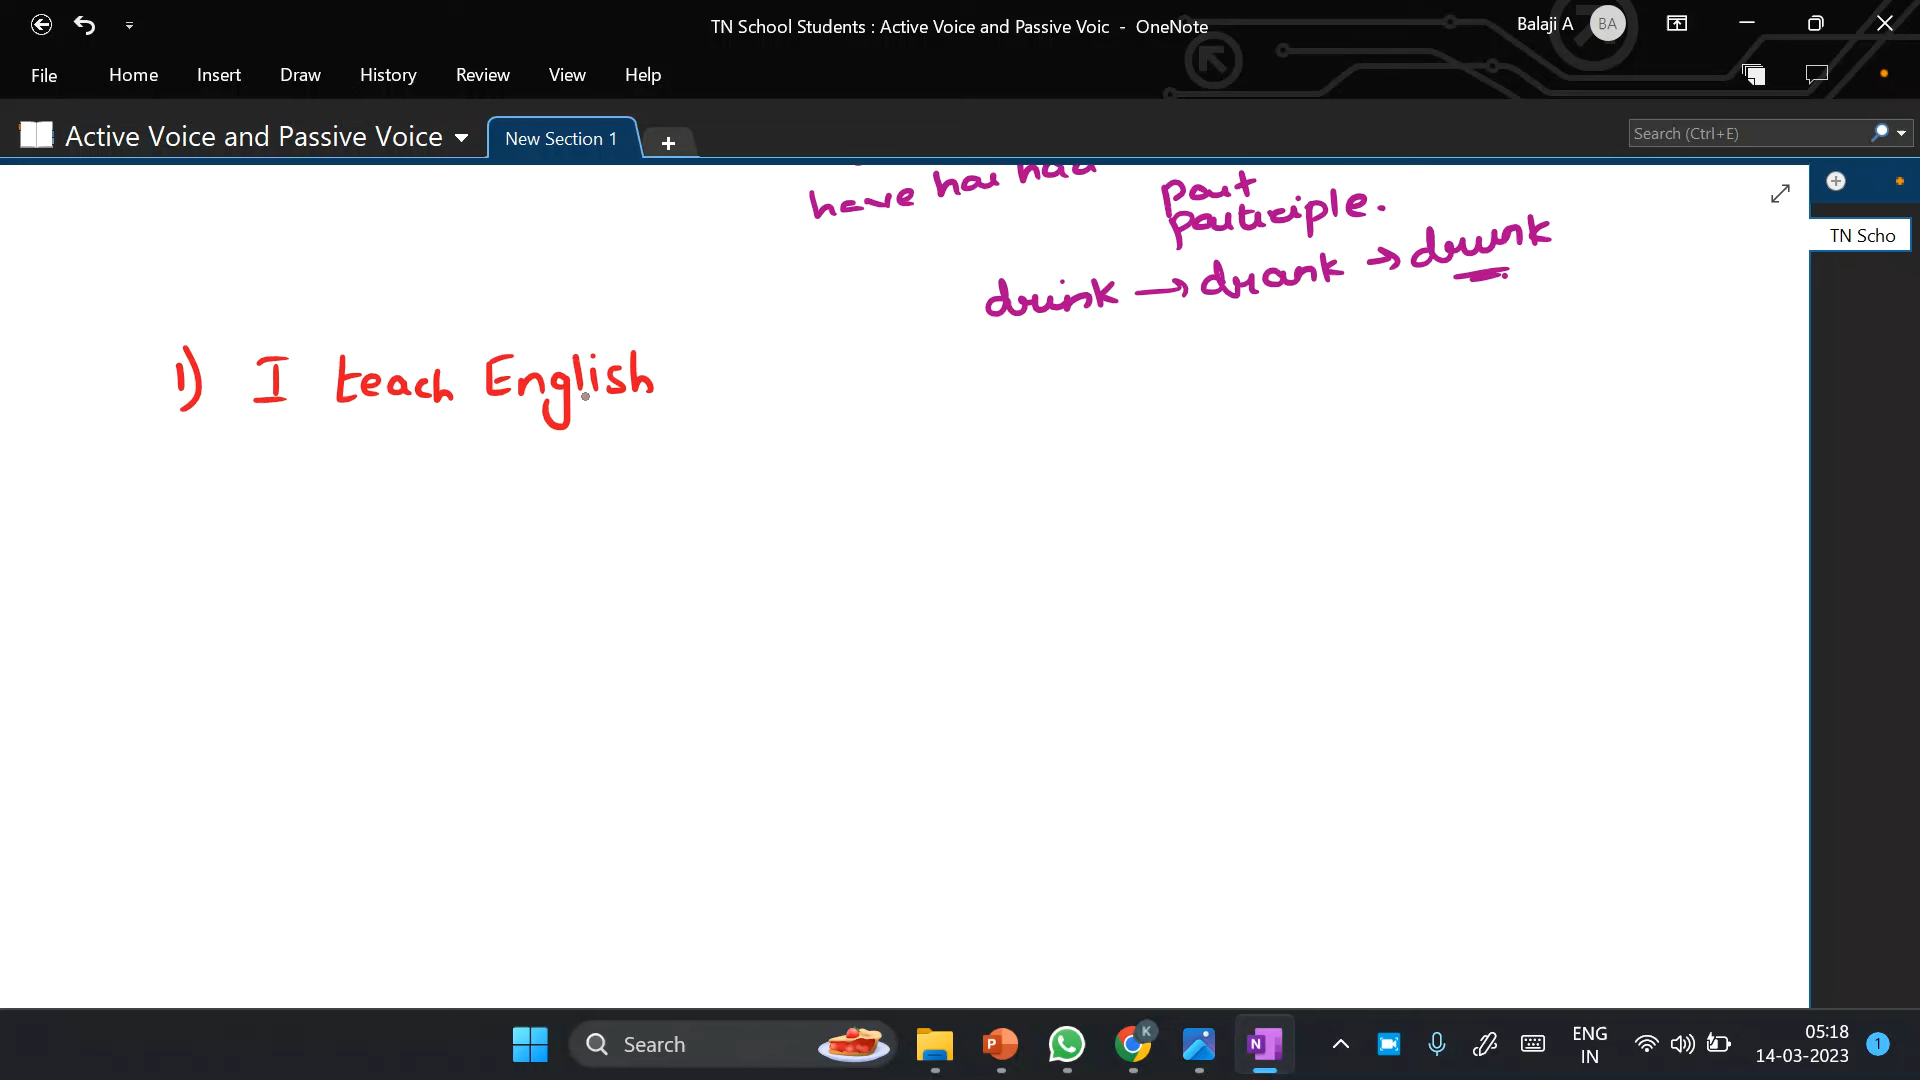 TN School Students : Active Voice and Passive Voic - OneNote
Balaji A
BA
File Home Insert Draw History Review View Help
Active Voice and Passive Voice
New Section 1
Search (Ctrl+E)
TN Scho
have has had
past
participle.
drink → drank → drunk
1) I teach English
Search
ENG
IN
05:18
14-03-2023
1